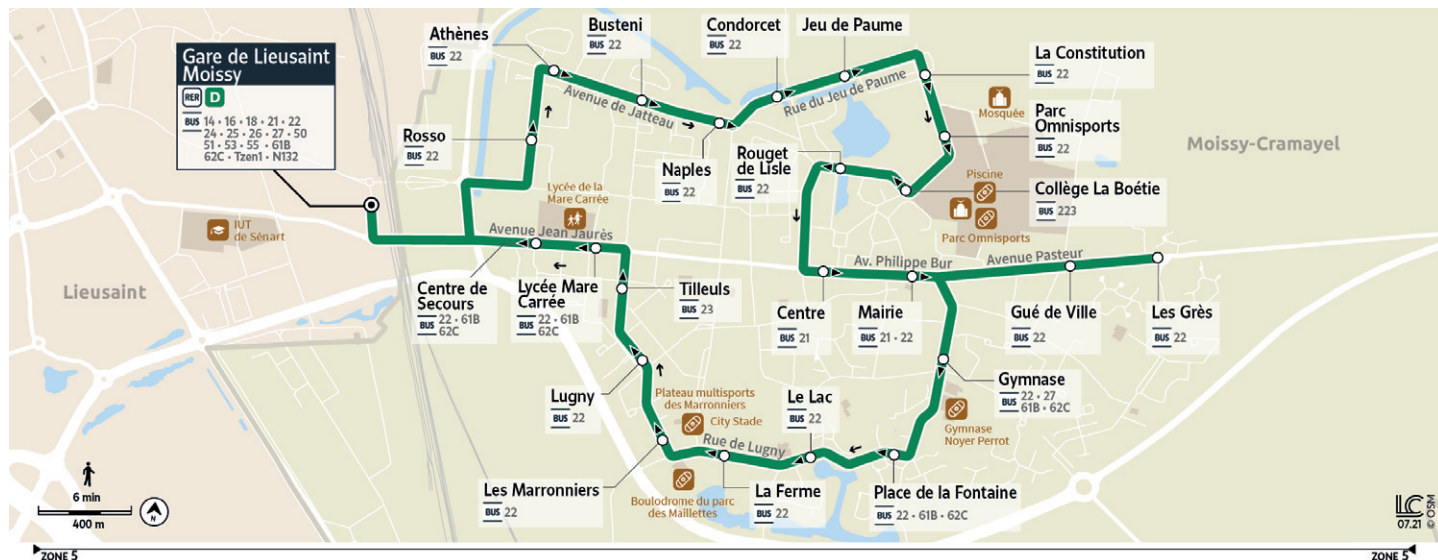 Gare de Lieusaint
Moissy
RER D
BUS 14 • 16 • 18 • 21 • 22
24 • 25 • 26 • 27 • 50
51 • 53 • 55 • 61B
62C • Tzen1 • N132
Athènes
BUS 22
Busteni
BUS 22
Condorcet
BUS 22
Jeu de Paume
La Constitution
BUS 22
Avenue de Jatteau
Rue du Jeu de Paume
Mosquée
Parc
Omnisports
BUS 22
Moissy-Cramayel
Rosso
BUS 22
Naples
BUS 22
Rouget
de Lisle
BUS 22
Piscine
Collège La Boétie
BUS 223
Parc Omnisports
Lycée de la
Mare Carrée
IUT
de Sénart
Avenue Jean Jaurès
Av. Philippe Bur
Avenue Pasteur
Lieusaint
Centre de
Secours
BUS 22 • 61B
62C
Lycée Mare
Carrée
BUS 22 • 61B
62C
Tilleuls
BUS 23
Centre
BUS 21
Mairie
BUS 21 • 22
Gué de Ville
BUS 22
Les Grès
BUS 22
Lugny
BUS 22
Plateau multisports
des Marronniers
City Stade
Le Lac
BUS 22
Gymnase
BUS 22 • 27
61B • 62C
Gymnase
Noyer Perrot
Rue de Lugny
Les Marronniers
BUS 22
Boulodrome du parc
des Maillettes
La Ferme
BUS 22
Place de la Fontaine
BUS 22 • 61B • 62C
6 min
400 m
N
LC
07.21
© OSM
ZONE 5
ZONE 5